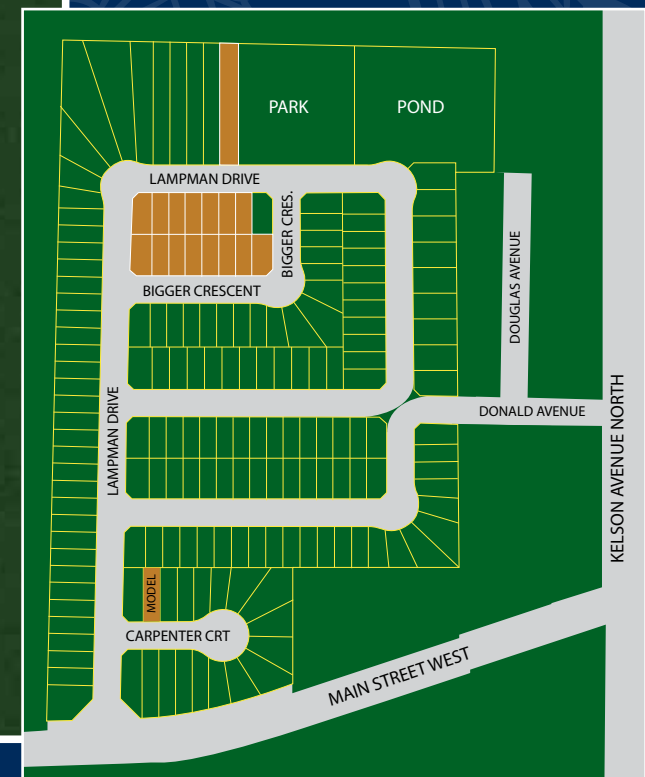 PARK
POND
LAMPMAN DRIVE
BIGGER CRES.
BIGGER CRESCENT
DOUGLAS AVENUE
LAMPMAN DRIVE
DONALD AVENUE
KELSON AVENUE NORTH
MODEL
CARPENTER CRT
MAIN STREET WEST